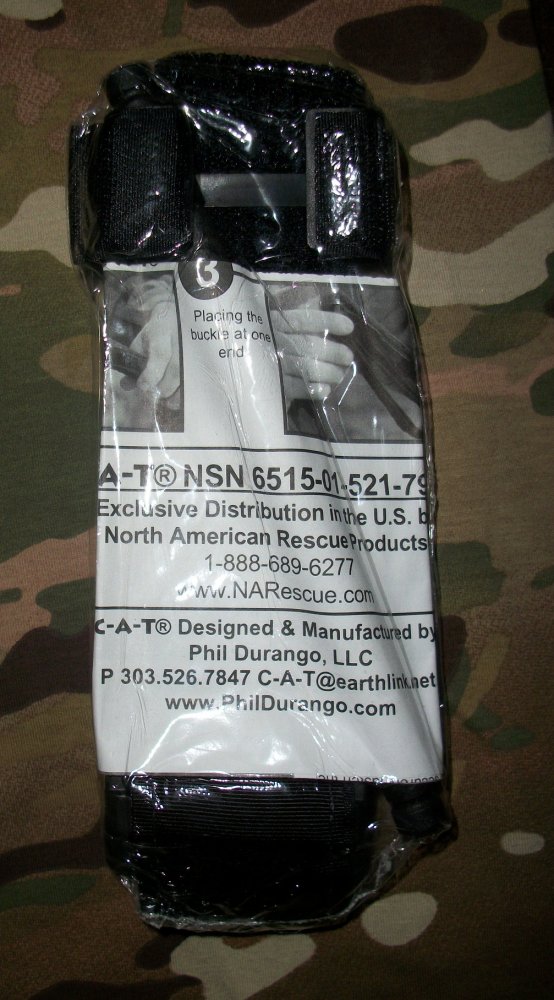 3
Placing the
buckle at one
end
A-T® NSN 6515-01-521-79
Exclusive Distribution in the U.S. b
North American Rescue Products
1-888-689-6277
www.NARescue.com
C-A-T® Designed & Manufactured by
Phil Durango, LLC
P 303.526.7847 C-A-T@earthlink.net
www.PhilDurango.com